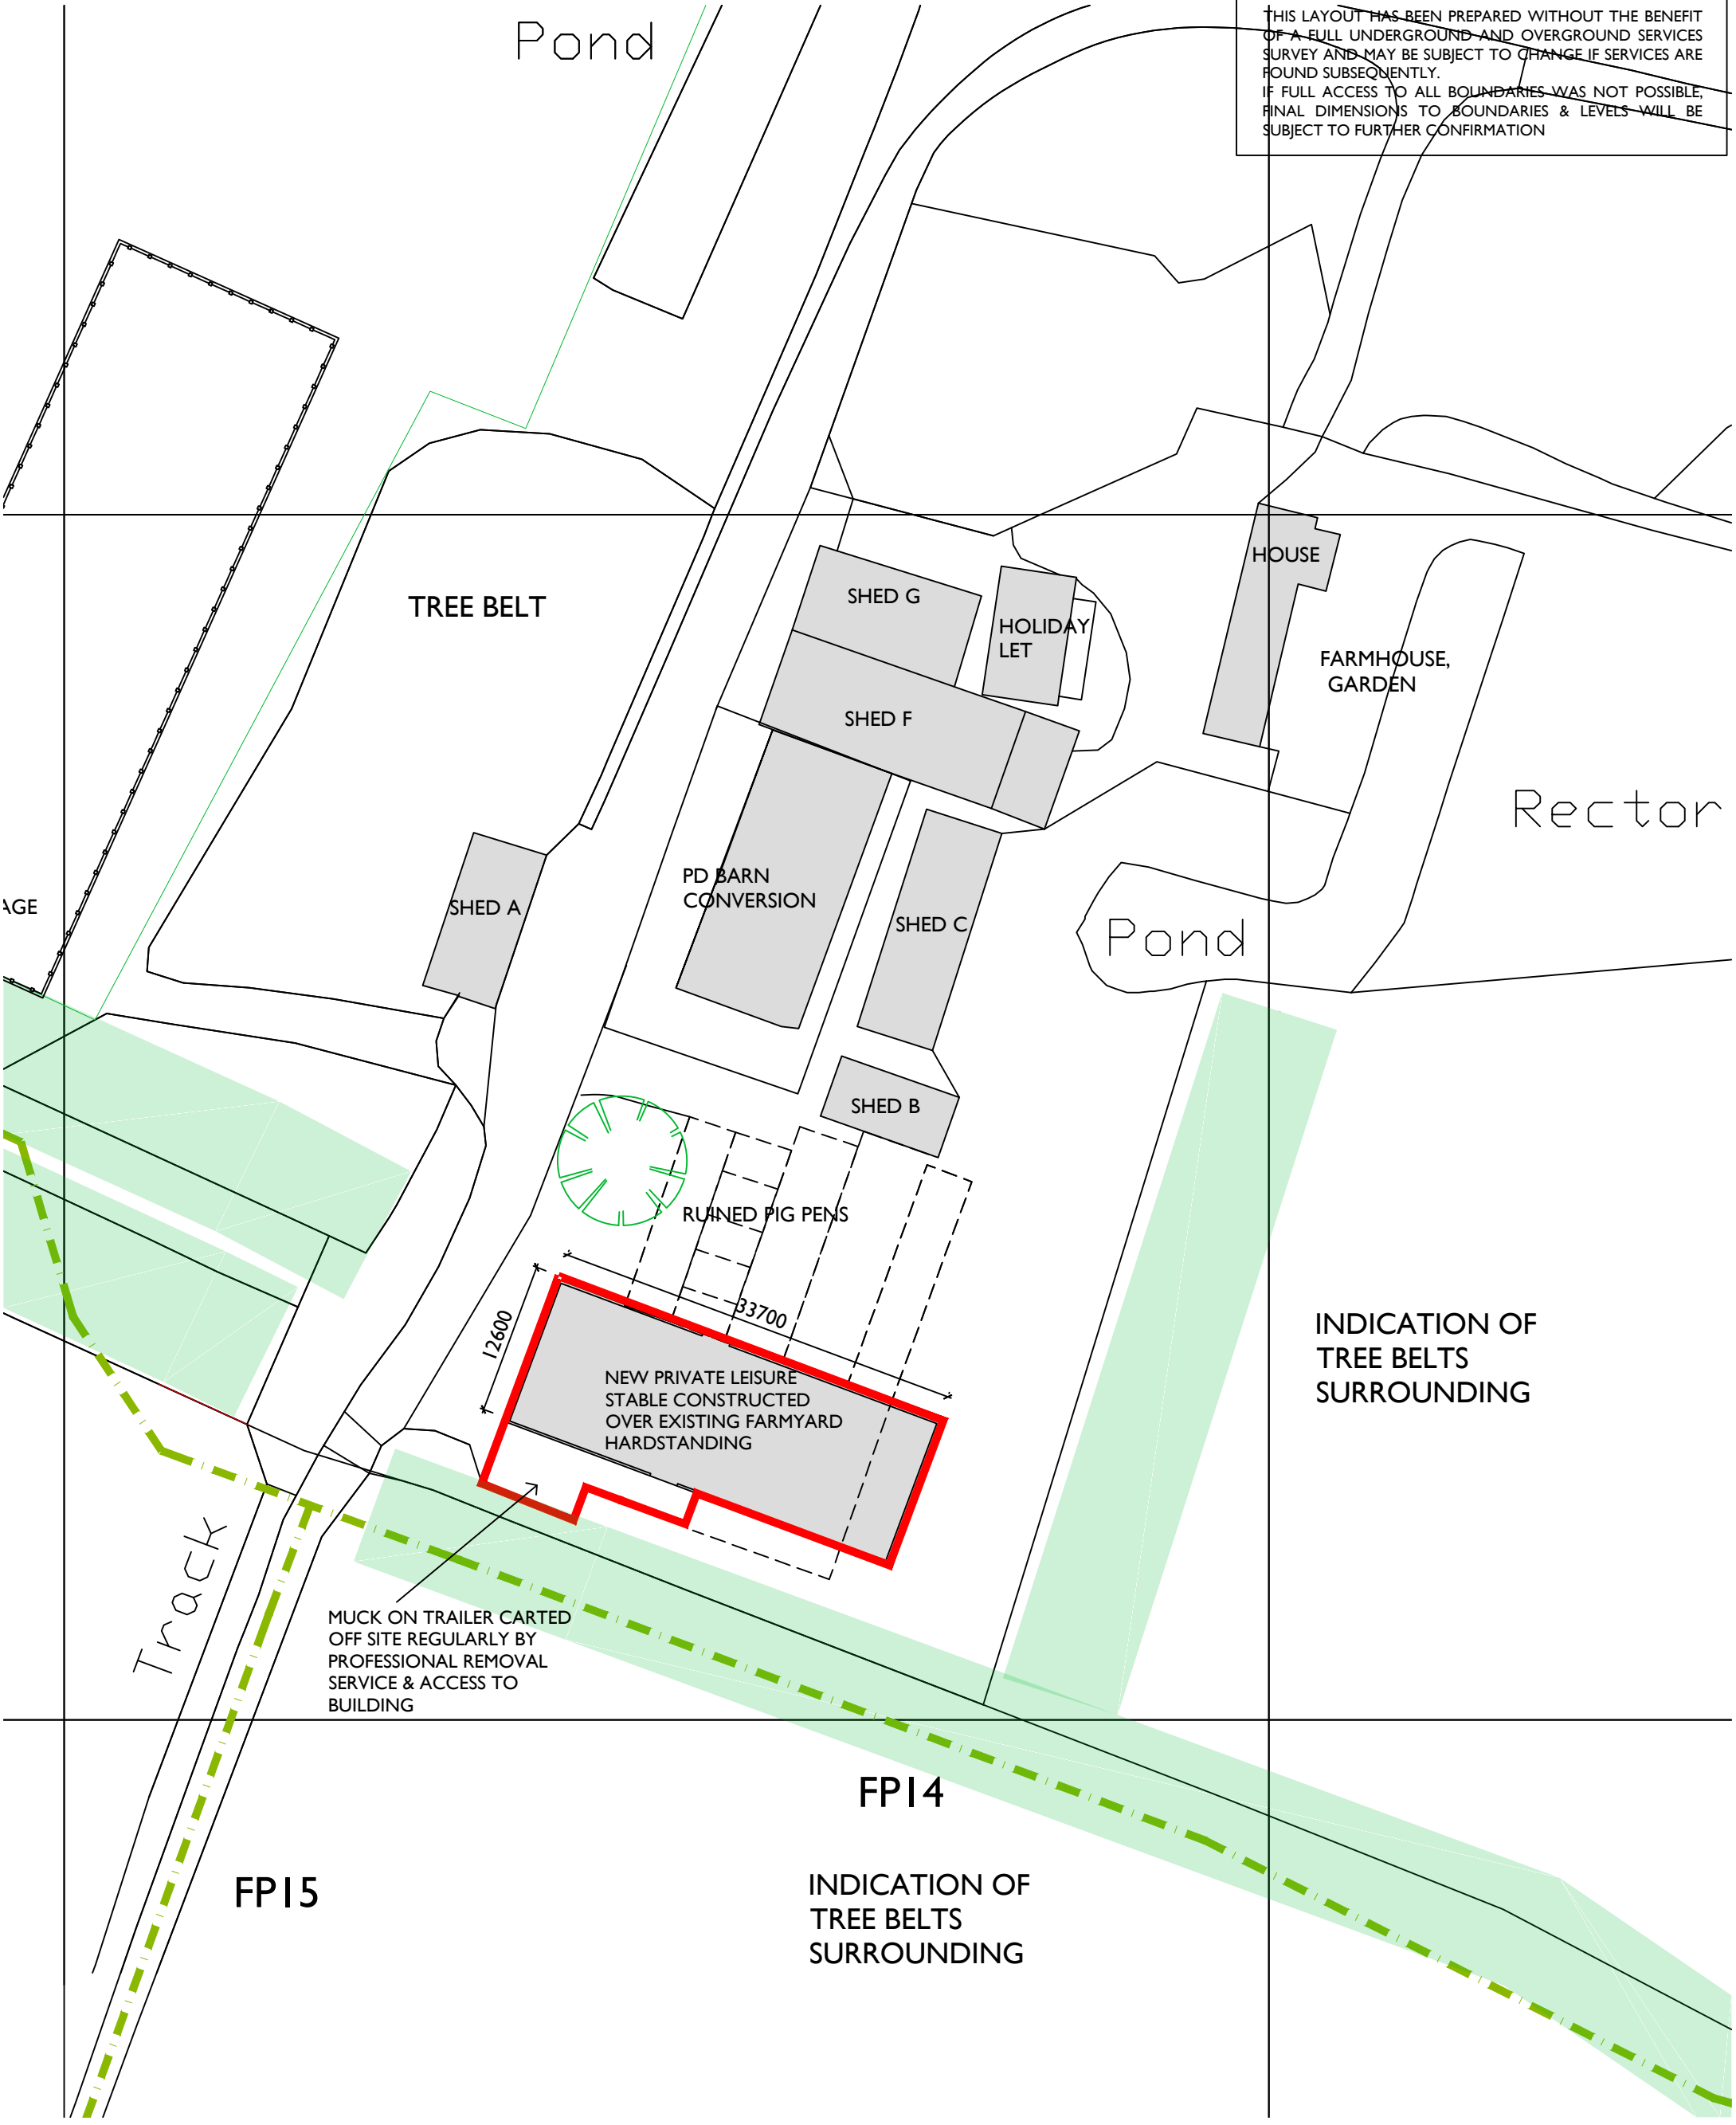 Pond
THIS LAYOUT HAS BEEN PREPARED WITHOUT THE BENEFIT
OF A FULL UNDERGROUND AND OVERGROUND SERVICES
SURVEY AND MAY BE SUBJECT TO CHANGE IF SERVICES ARE
FOUND SUBSEQUENTLY.
IF FULL ACCESS TO ALL BOUNDARIES WAS NOT POSSIBLE,
FINAL DIMENSIONS TO BOUNDARIES & LEVELS WILL BE
SUBJECT TO FURTHER CONFIRMATION
HOUSE
TREE BELT
SHED G
HOLIDAY
LET
FARMHOUSE,
GARDEN
SHED F
Rector
PD BARN
CONVERSION
AGE
SHED A
SHED C
Pond
SHED B
RUINED PIG PENS
33700
12600
INDICATION OF
TREE BELTS
SURROUNDING
NEW PRIVATE LEISURE
STABLE CONSTRUCTED
OVER EXISTING FARMYARD
HARDSTANDING
Track
MUCK ON TRAILER CARTED
OFF SITE REGULARLY BY
PROFESSIONAL REMOVAL
SERVICE & ACCESS TO
BUILDING
FP14
FP15
INDICATION OF
TREE BELTS
SURROUNDING